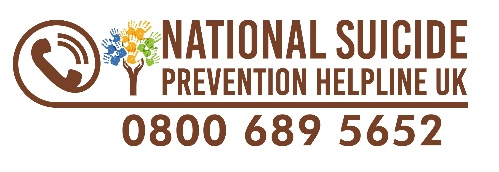 NATIONAL SUICIDE
PREVENTION HELPLINE UK
0800 689 5652